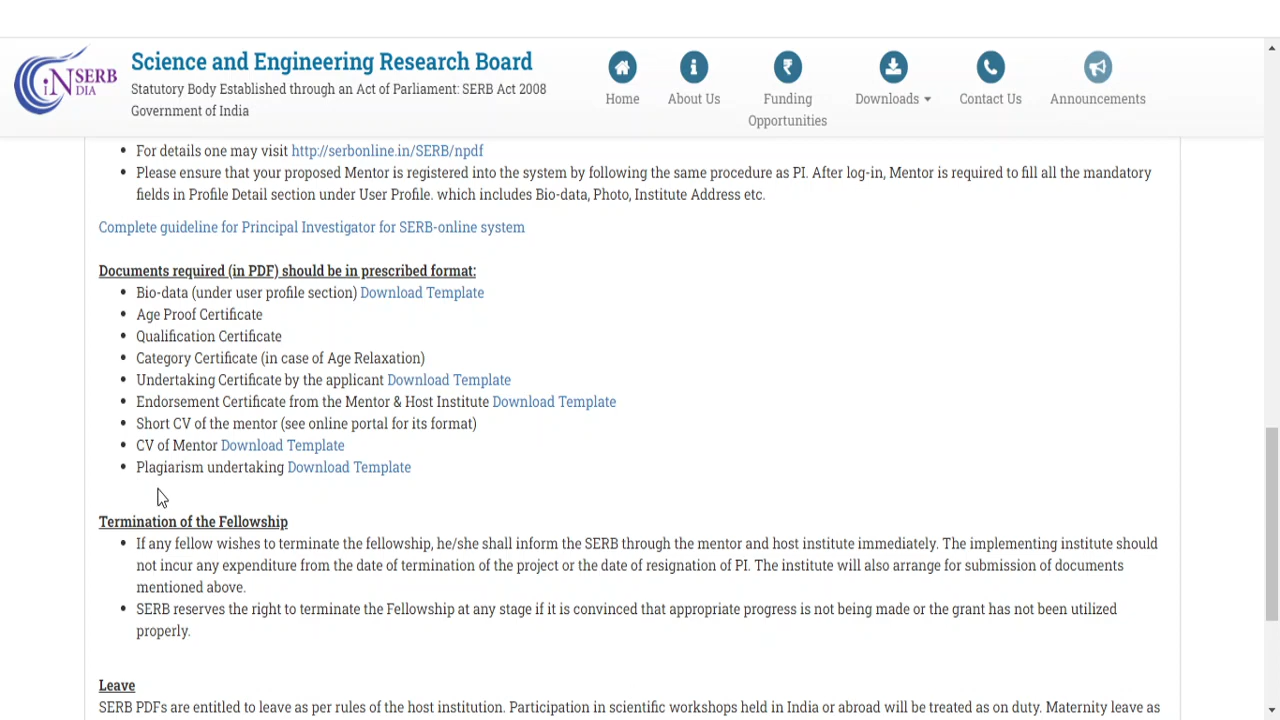 iNSERB
INDIA
Science and Engineering Research Board
Statutory Body Established through an Act of Parliament: SERB Act 2008
Government of India
Home
About Us
Funding
Opportunities
Downloads
Contact Us
Announcements
For details one may visit http://serbonline.in/SERB/npdf
Please ensure that your proposed Mentor is registered into the system by following the same procedure as PI. After log-in, Mentor is required to fill all the mandatory
fields in Profile Detail section under User Profile. which includes Bio-data, Photo, Institute Address etc.
Complete guideline for Principal Investigator for SERB-online system
Documents required (in PDF) should be in prescribed format:
Bio-data (under user profile section) Download Template
Age Proof Certificate
Qualification Certificate
Category Certificate (in case of Age Relaxation)
Undertaking Certificate by the applicant Download Template
Endorsement Certificate from the Mentor & Host Institute Download Template
Short CV of the mentor (see online portal for its format)
CV of Mentor Download Template
Plagiarism undertaking Download Template
Termination of the Fellowship
If any fellow wishes to terminate the fellowship, he/she shall inform the SERB through the mentor and host institute immediately. The implementing institute should
not incur any expenditure from the date of termination of the project or the date of resignation of PI. The institute will also arrange for submission of documents
mentioned above.
SERB reserves the right to terminate the Fellowship at any stage if it is convinced that appropriate progress is not being made or the grant has not been utilized
properly.
Leave
SERB PDFs are entitled to leave as per rules of the host institution. Participation in scientific workshops held in India or abroad will be treated as on duty. Maternity leave as